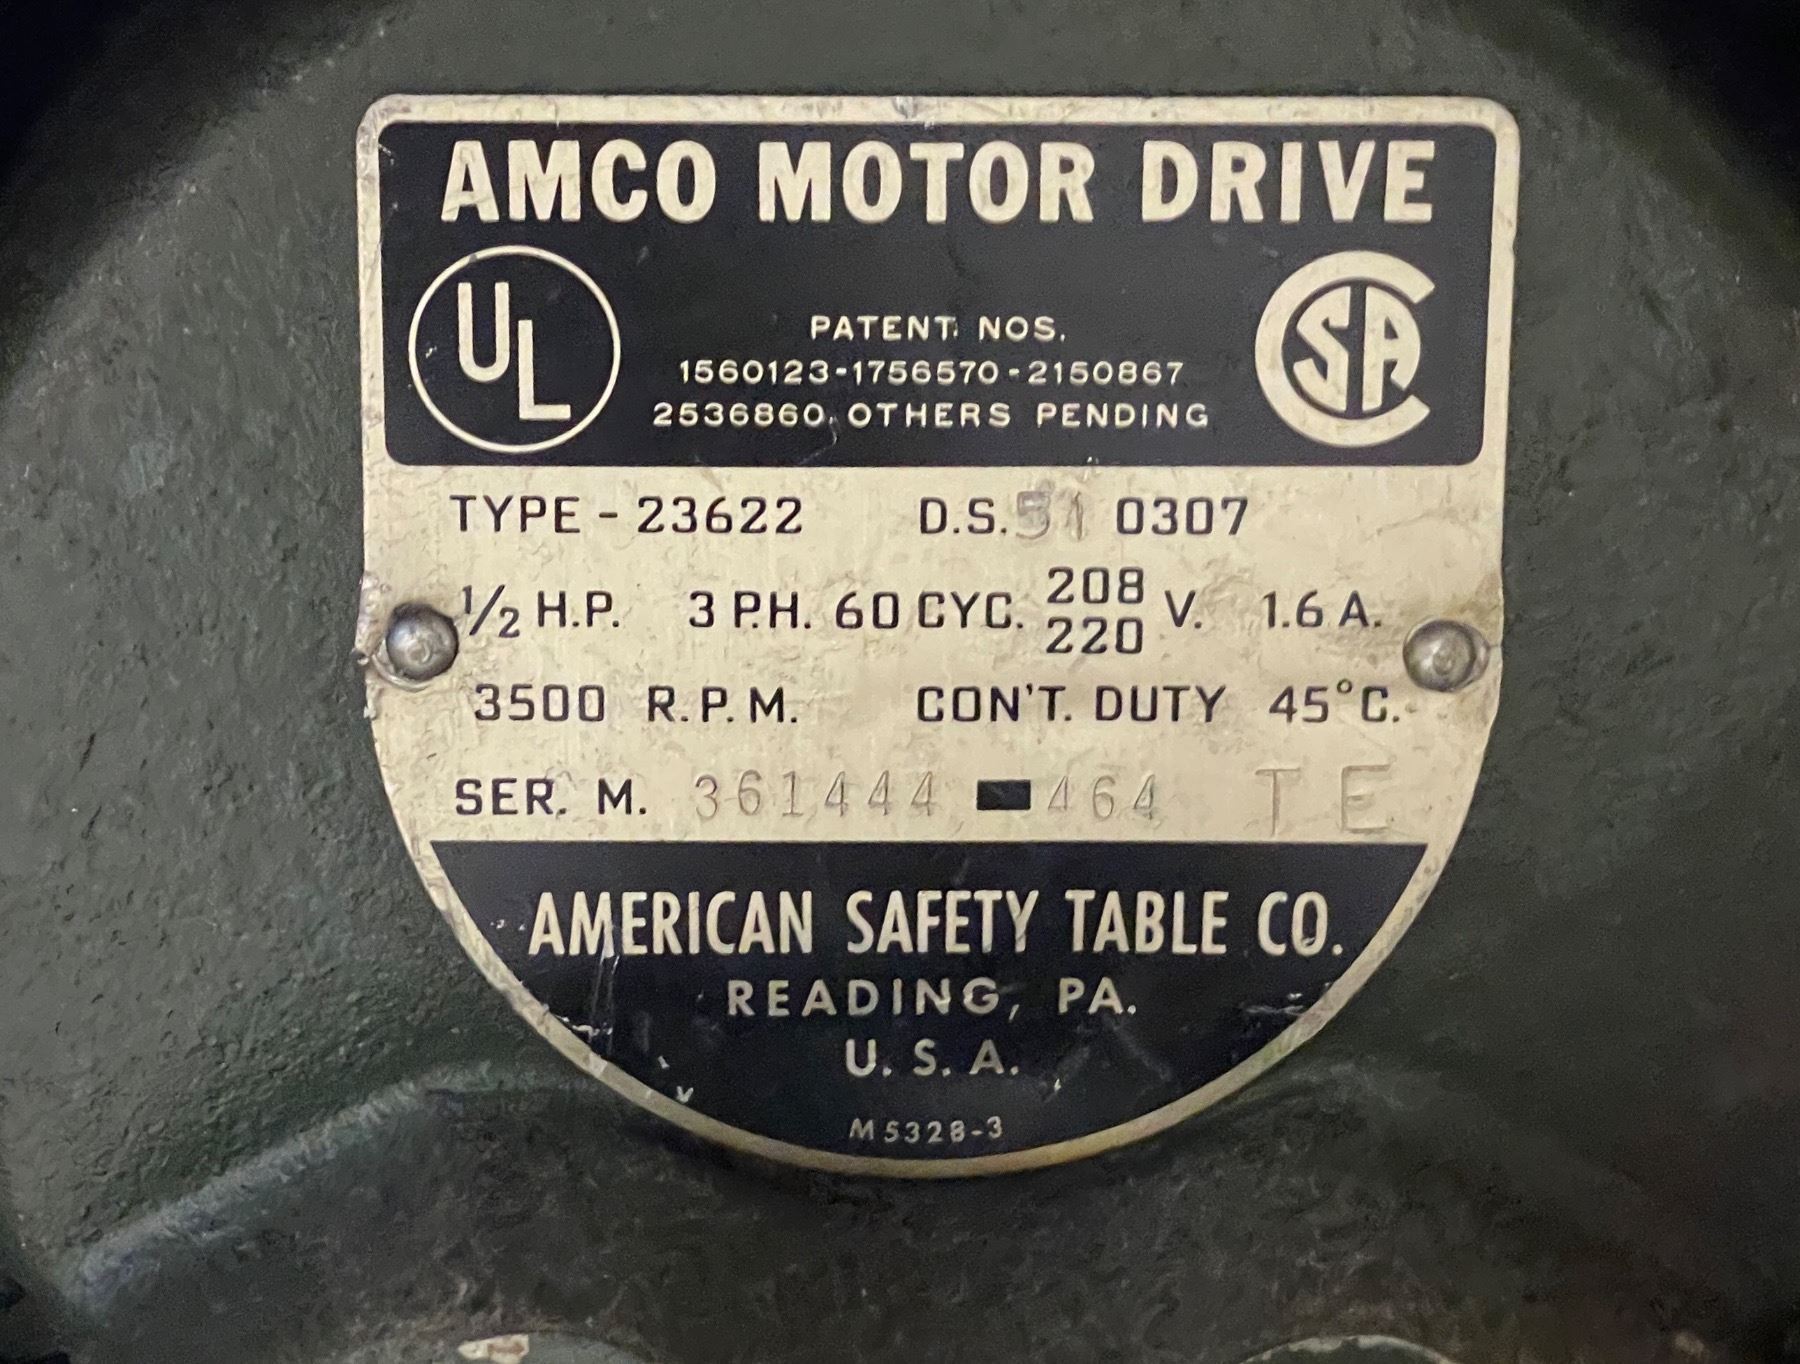 AMCO MOTOR DRIVE
UL
PATENT NOS.
1560123-1756570-2150867
2536860, OTHERS PENDING
CSA
TYPE - 23622 D.S. 51 0307
1/2 H.P. 3 P.H. 60 CYC. 208/220 V. 1.6 A.
3500 R.P.M. CON'T. DUTY 45°C.
SER. M. 361444 - 464 TE
AMERICAN SAFETY TABLE CO.
READING, PA.
U. S. A.
M5328-3